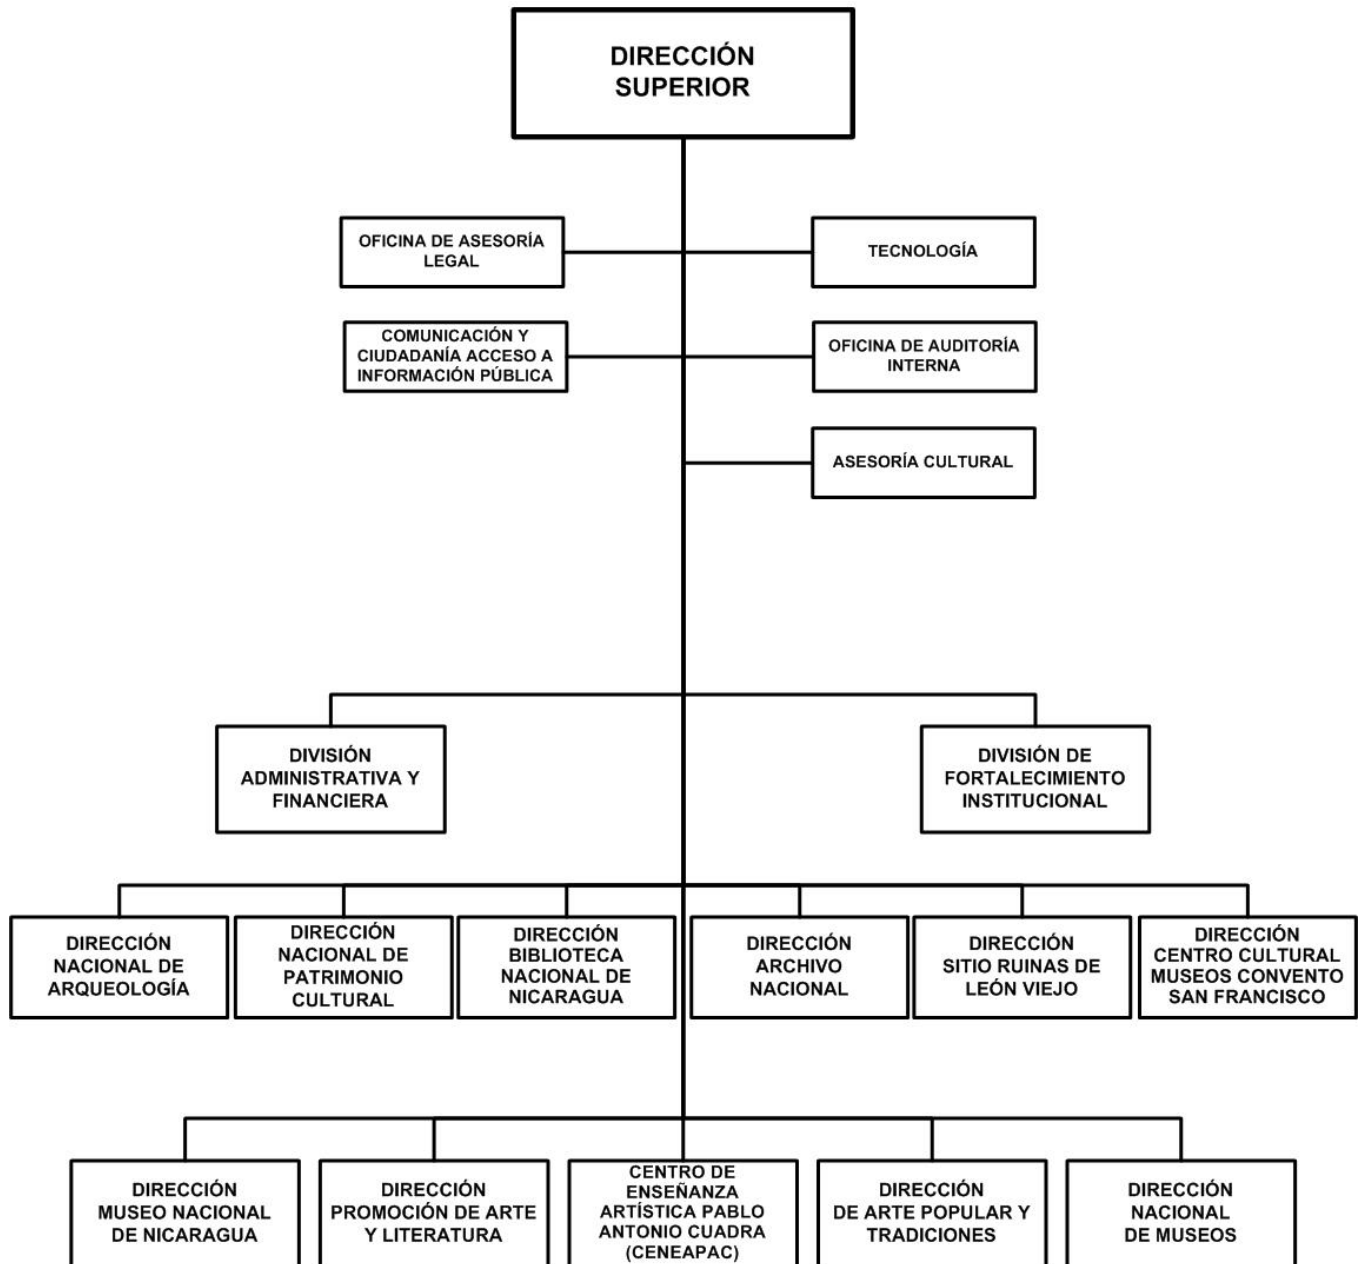 DIRECCIÓN
SUPERIOR
OFICINA DE ASESORÍA
LEGAL
TECNOLOGÍA
COMUNICACIÓN Y
CIUDADANÍA ACCESO A
INFORMACIÓN PÚBLICA
OFICINA DE AUDITORÍA
INTERNA
ASESORÍA CULTURAL
DIVISIÓN
ADMINISTRATIVA Y
FINANCIERA
DIVISIÓN DE
FORTALECIMIENTO
INSTITUCIONAL
DIRECCIÓN
NACIONAL DE
ARQUEOLOGÍA
DIRECCIÓN
NACIONAL DE
PATRIMONIO
CULTURAL
DIRECCIÓN
BIBLIOTECA
NACIONAL DE
NICARAGUA
DIRECCIÓN
ARCHIVO
NACIONAL
DIRECCIÓN
SITIO RUINAS DE
LEÓN VIEJO
DIRECCIÓN
CENTRO CULTURAL
MUSEOS CONVENTO
SAN FRANCISCO
DIRECCIÓN
MUSEO NACIONAL
DE NICARAGUA
DIRECCIÓN
PROMOCIÓN DE ARTE
Y LITERATURA
CENTRO DE
ENSEÑANZA
ARTÍSTICA PABLO
ANTONIO CUADRA
(CENEAPAC)
DIRECCIÓN
DE ARTE POPULAR Y
TRADICIONES
DIRECCIÓN
NACIONAL
DE MUSEOS